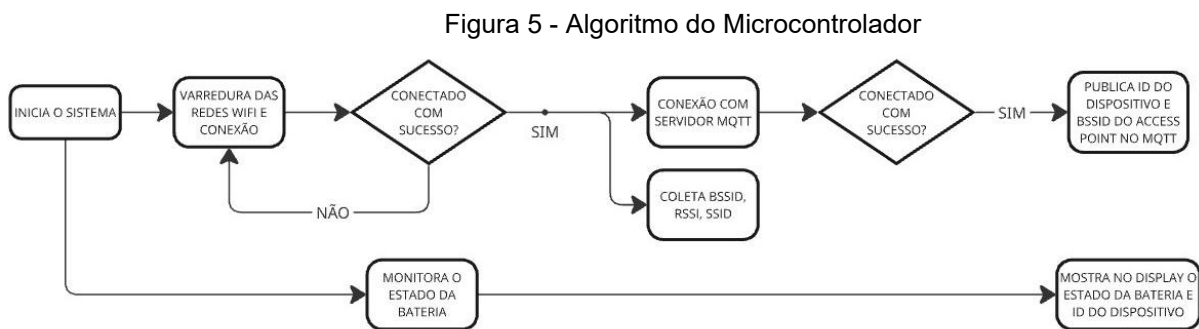 Figura 5 - Algoritmo do Microcontrolador
INICIA O SISTEMA
VARREDURA DAS
REDES WIFI E
CONEXÃO
CONECTADO
COM
SUCESSO?
NÃO
SIM
CONEXÃO COM
SERVIDOR MQTT
COLETA BSSID,
RSSI, SSID
CONECTADO
COM
SUCESSO?
SIM
PUBLICA ID DO
DISPOSITIVO E
BSSID DO ACCESS
POINT NO MQTT
MONITORA O
ESTADO DA
BATERIA
MOSTRA NO DISPLAY O
ESTADO DA BATERIA E
ID DO DISPOSITIVO